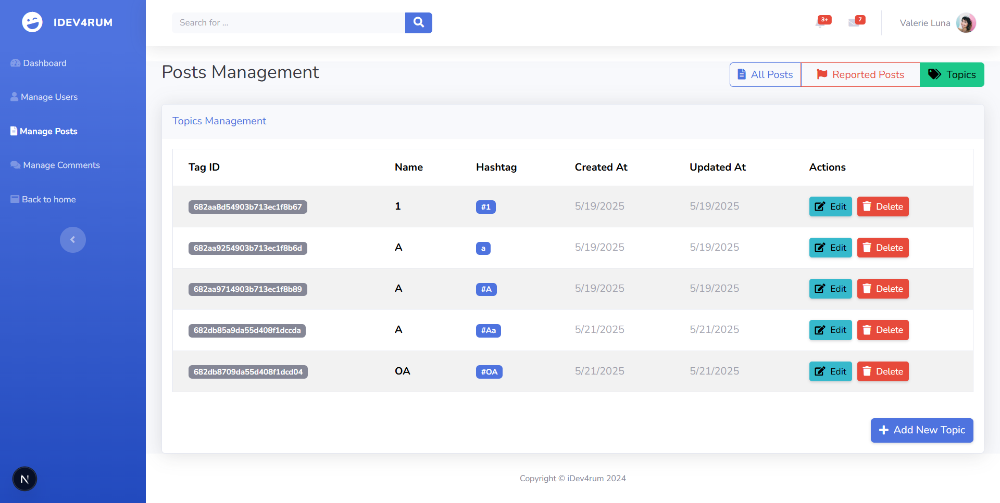 IDEV4RUM
Search for ...
3+
7
Valerie Luna
Dashboard
Manage Users
Manage Posts
Manage Comments
Back to home
Posts Management
All Posts
Reported Posts
Topics
Topics Management
Tag ID Name Hashtag Created At Updated At Actions
682aa8d54903b713ec1f8b67 1 #1 5/19/2025 5/19/2025 Edit Delete
682aa9254903b713ec1f8b6d A a 5/19/2025 5/19/2025 Edit Delete
682aa9714903b713ec1f8b89 A #A 5/19/2025 5/19/2025 Edit Delete
682db85a9da55d408f1dccda A #Aa 5/21/2025 5/21/2025 Edit Delete
682db8709da55d408f1dcd04 OA #OA 5/21/2025 5/21/2025 Edit Delete
Add New Topic
N
Copyright © iDev4rum 2024